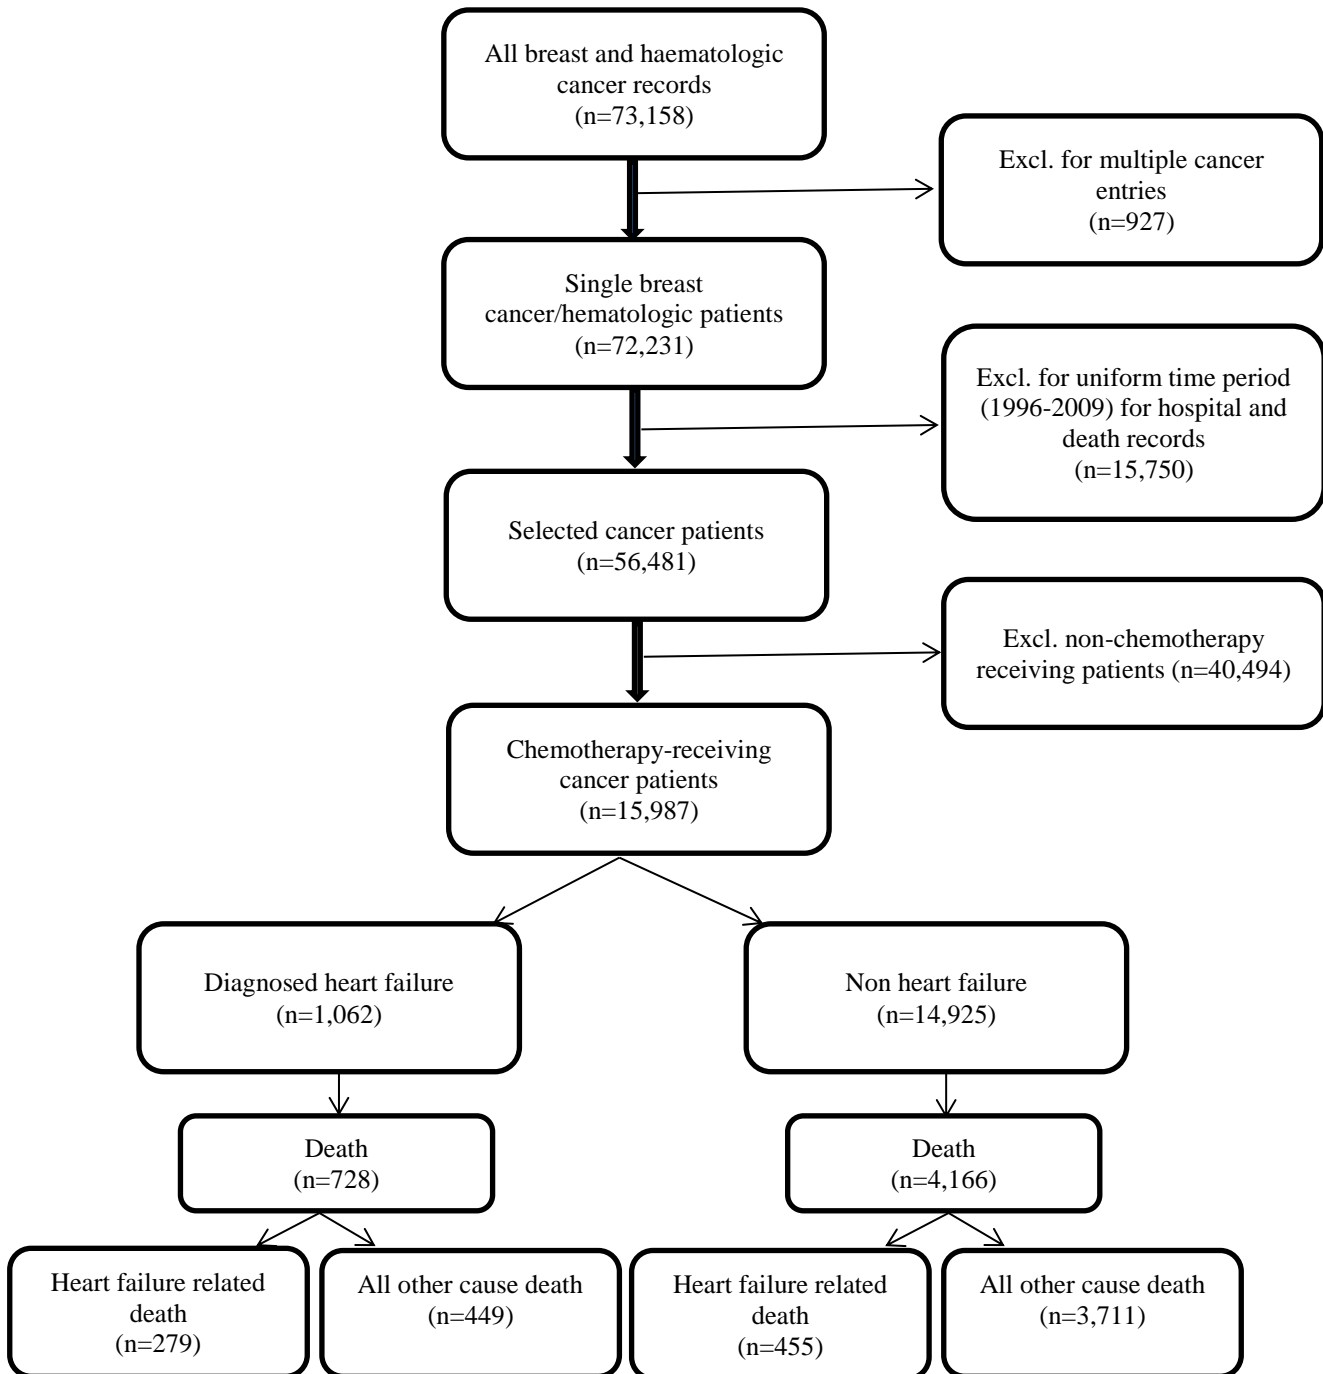 All breast and haematologic
cancer records
(n=73,158)
Excl. for multiple cancer
entries
(n=927)
Single breast
cancer/hematologic patients
(n=72,231)
Excl. for uniform time period
(1996-2009) for hospital and
death records
(n=15,750)
Selected cancer patients
(n=56,481)
Excl. non-chemotherapy
receiving patients (n=40,494)
Chemotherapy-receiving
cancer patients
(n=15,987)
Diagnosed heart failure
(n=1,062)
Non heart failure
(n=14,925)
Death
(n=728)
Death
(n=4,166)
Heart failure related
death
(n=279)
All other cause death
(n=449)
Heart failure related
death
(n=455)
All other cause death
(n=3,711)